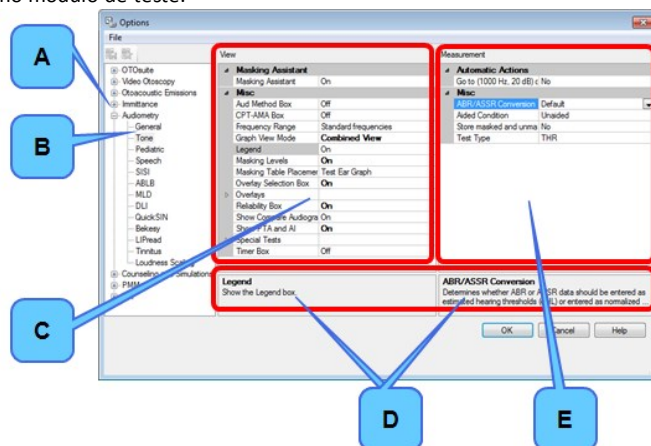 no módulo de teste.
Options
File
View
Measurement
OTOsuite
Video Otoscopy
Otoacoustic Emissions
Immittance
Audiometry
General
Tone
Pediatric
Speech
SISI
ABLB
MLD
DLI
QuickSIN
Bekesy
LIPread
Tinnitus
Loudness Scaling
Counseling and Simulations
PMM
Masking Assistant
Masking Assistant On
Misc
Aud Method Box Off
CPT-AMA Box Off
Frequency Range Standard frequencies
Graph View Mode Combined View
Legend On
Masking Levels On
Masking Table Placemer Test Ear Graph
Overlay Selection Box On
Overlays
Reliability Box On
Show Compare Audiogra On
Show PTA and AI On
Special Tests
Timer Box Off
Automatic Actions
Go to (1000 Hz, 20 dB) c No
Misc
ABR/ASSR Conversion Default
Aided Condition Unaided
Store masked and unma No
Test Type THR
Legend
Show the Legend box
ABR/ASSR Conversion
Determines whether ABR or ASSR data should be entered as
estimated hearing thresholds (eHL) or entered as normalized ...
OK Cancel Help
A
B
C
D
E